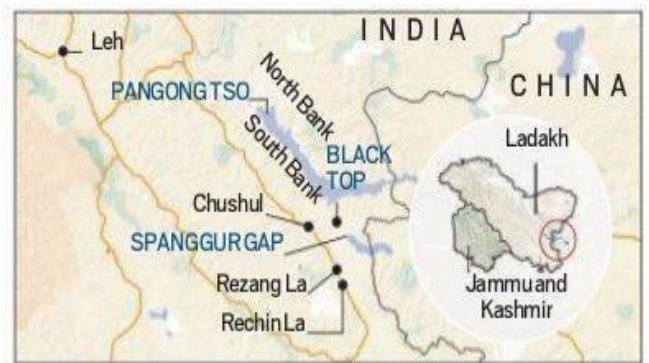 Leh
INDIA
CHINA
PANGONG TSO
North Bank
South Bank
BLACK
TOP
Ladakh
Chushul
SPANGGUR GAP
Rezang La
Rechin La
Jammu and
Kashmir